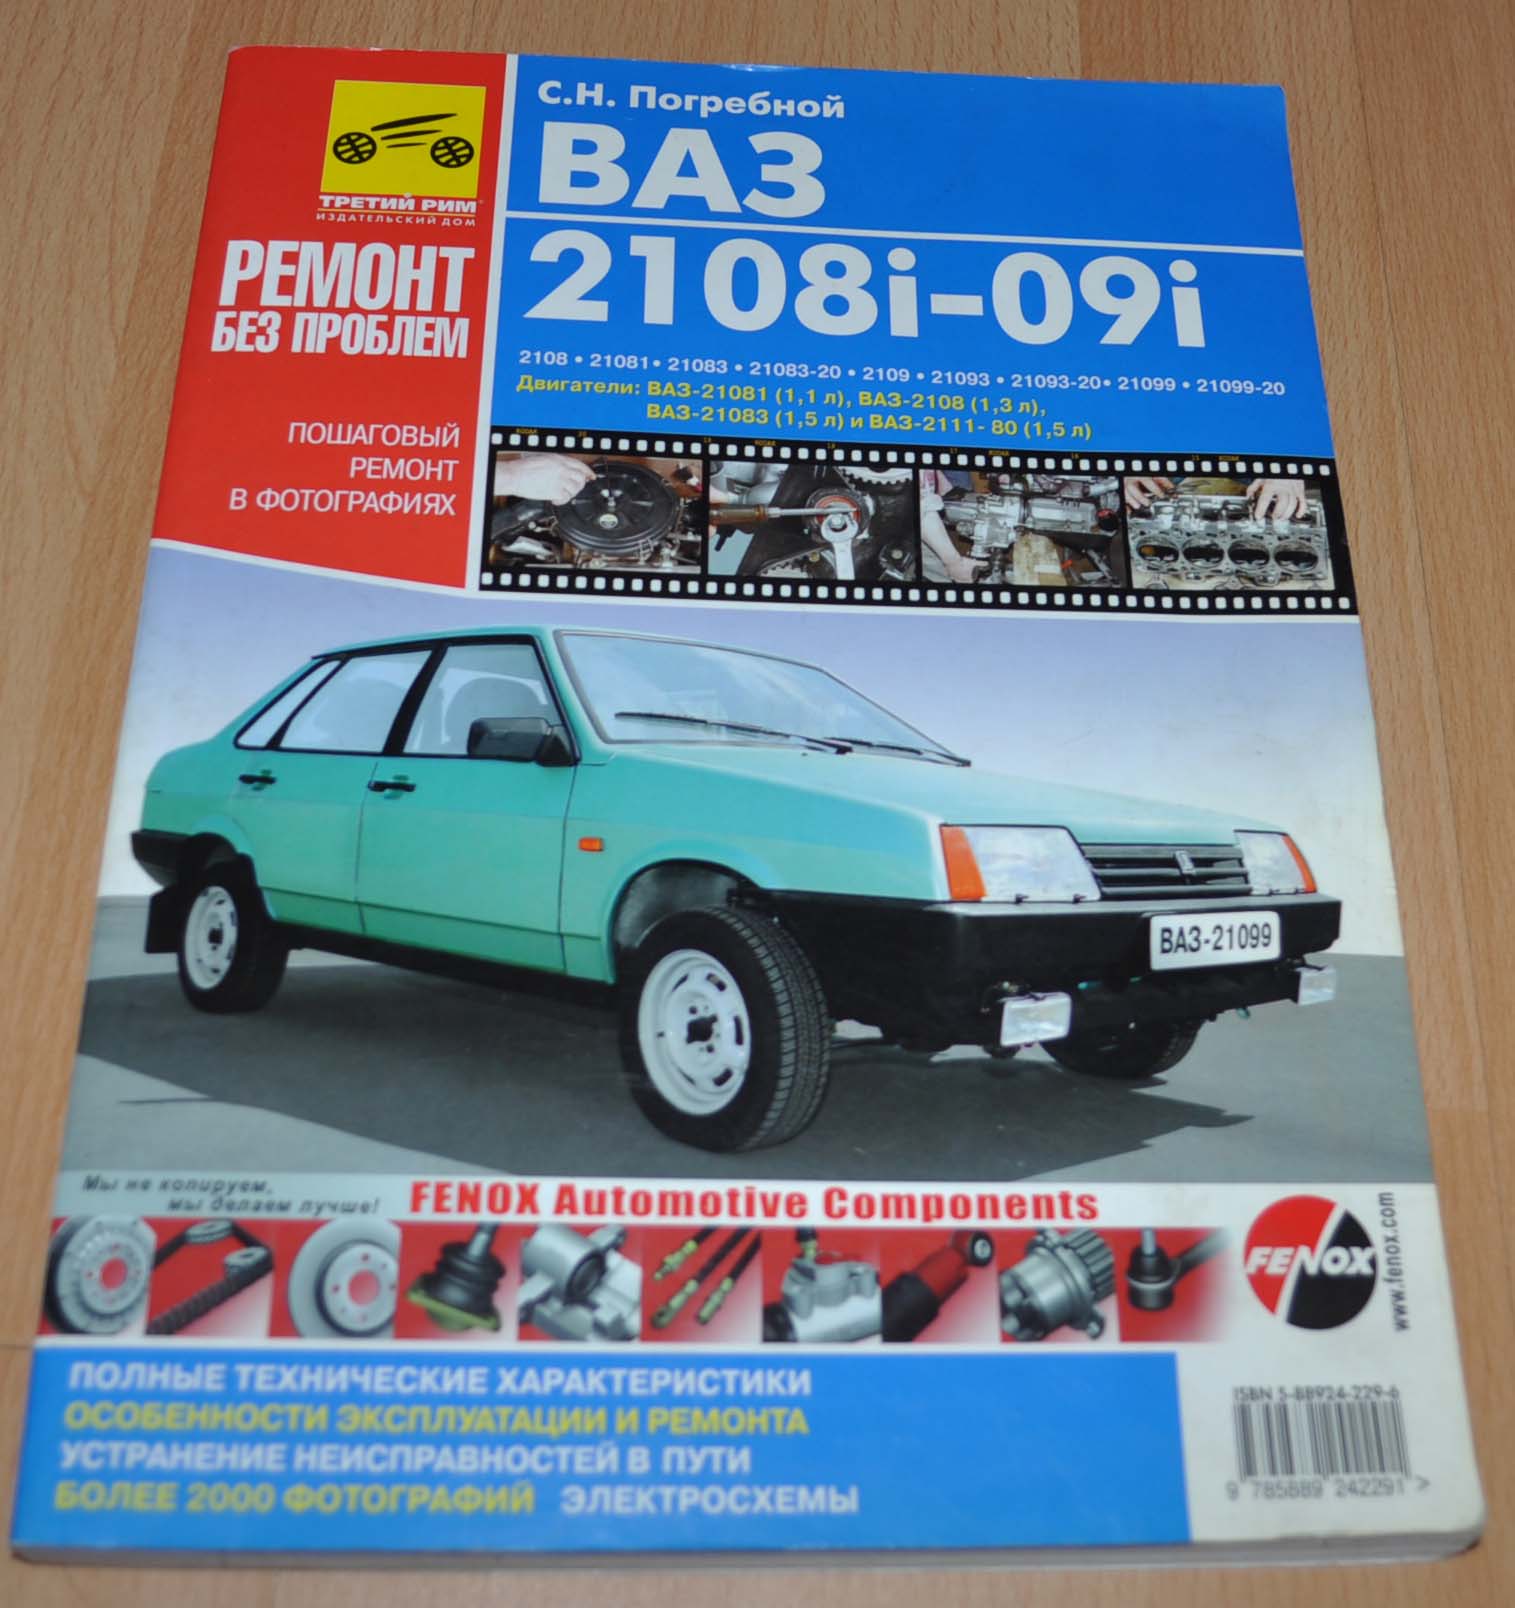 С.Н. Погребной
ВАЗ
2108i-09i
2108 • 21081 • 21083 • 21083-20 • 2109 • 21093 • 21093-20 • 21099 • 21099-20
Двигатели: ВАЗ-21081 (1,1 л), ВАЗ-2108 (1,3 л),
ВАЗ-21083 (1,5 л) и ВАЗ-2111- 80 (1,5 л)
ТРЕТИЙ РИМ
ИЗДАТЕЛЬСКИЙ ДОМ
РЕМОНТ
БЕЗ ПРОБЛЕМ
ПОШАГОВЫЙ
РЕМОНТ
В ФОТОГРАФИЯХ
ВАЗ-21099
Мы не копируем,
мы делаем лучше!
FENOX Automotive Components
FENOX
www.fenox.com
ПОЛНЫЕ ТЕХНИЧЕСКИЕ ХАРАКТЕРИСТИКИ
ОСОБЕННОСТИ ЭКСПЛУАТАЦИИ И РЕМОНТА
УСТРАНЕНИЕ НЕИСПРАВНОСТЕЙ В ПУТИ
БОЛЕЕ 2000 ФОТОГРАФИЙ ЭЛЕКТРОСХЕМЫ
ISBN 5-88924-229-6
9 785889 242291 >